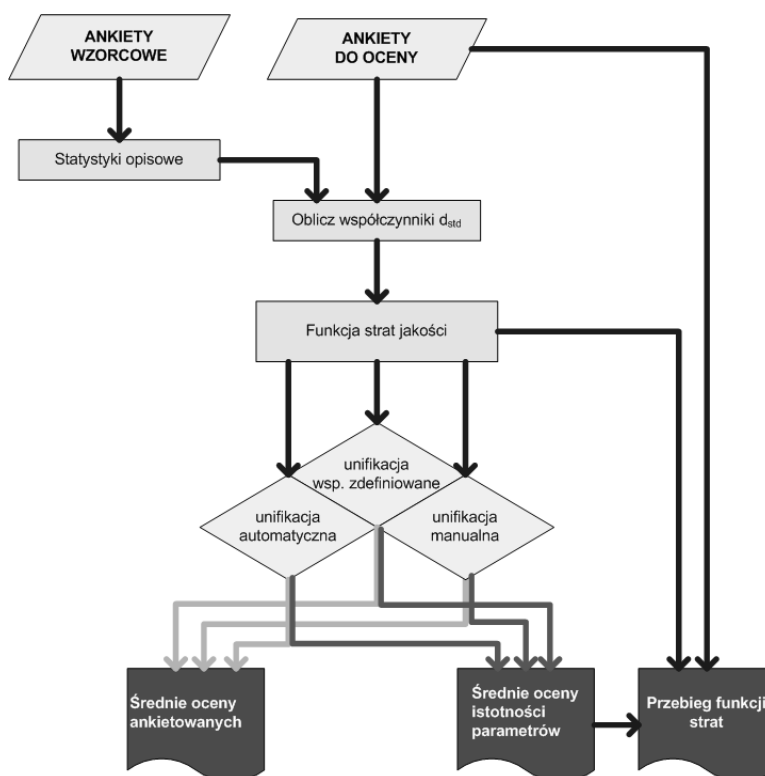 ANKIETY
WZORCOWE
ANKIETY
DO OCENY
Statystyki opisowe
Oblicz współczynniki dstd
Funkcja strat jakości
unifikacja
wsp. zdefiniowane
unifikacja
automatyczna
unifikacja
manualna
Średnie oceny
ankietowanych
Średnie oceny
istotności
parametrów
Przebieg funkcji
strat